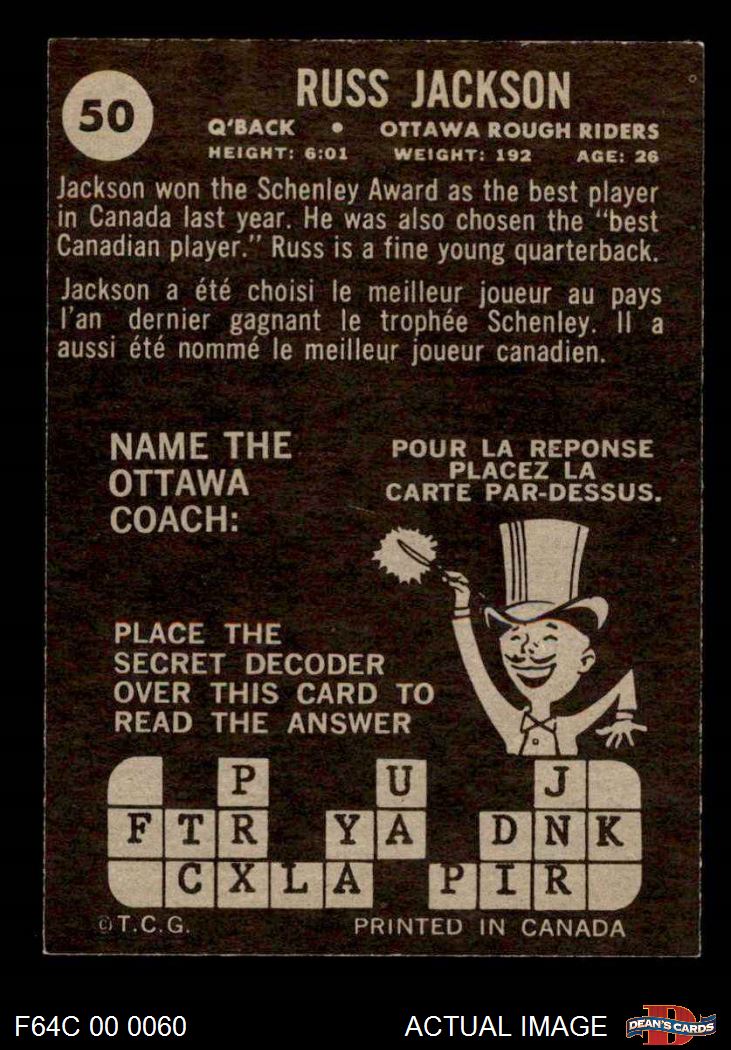 50
RUSS JACKSON
Q'BACK • OTTAWA ROUGH RIDERS
HEIGHT: 6:01 WEIGHT: 192 AGE: 26
Jackson won the Schenley Award as the best player
in Canada last year. He was also chosen the "best
Canadian player." Russ is a fine young quarterback.
Jackson a été choisi le meilleur joueur au pays
l'an dernier gagnant le trophée Schenley. Il a
aussi été nommé le meilleur joueur canadien.
NAME THE
OTTAWA
COACH:
POUR LA REPONSE
PLACEZ LA
CARTE PAR-DESSUS.
PLACE THE
SECRET DECODER
OVER THIS CARD TO
READ THE ANSWER
P U J
F T R Y A D N K
C X L A P I R
© T.C.G. PRINTED IN CANADA
F64C 00 0060 ACTUAL IMAGE D DEAN'S CARDS